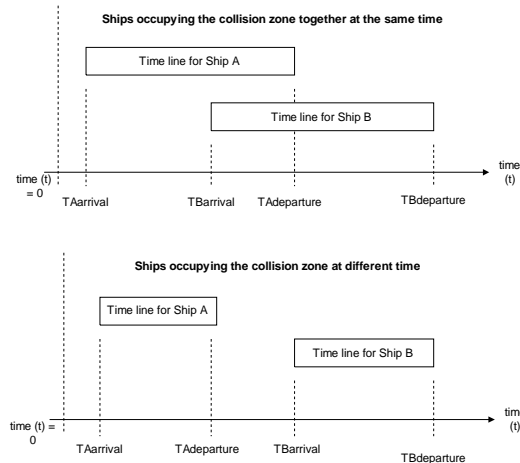 Ships occupying the collision zone together at the same time
Time line for Ship A
Time line for Ship B
time (t)
= 0
time
(t)
TAarrival
TBarrival
TAdeparture
TBdeparture
Ships occupying the collision zone at different time
Time line for Ship A
Time line for Ship B
time (t) =
0
tim
(t)
TAarrival
TAdeparture
TBarrival
TBdeparture